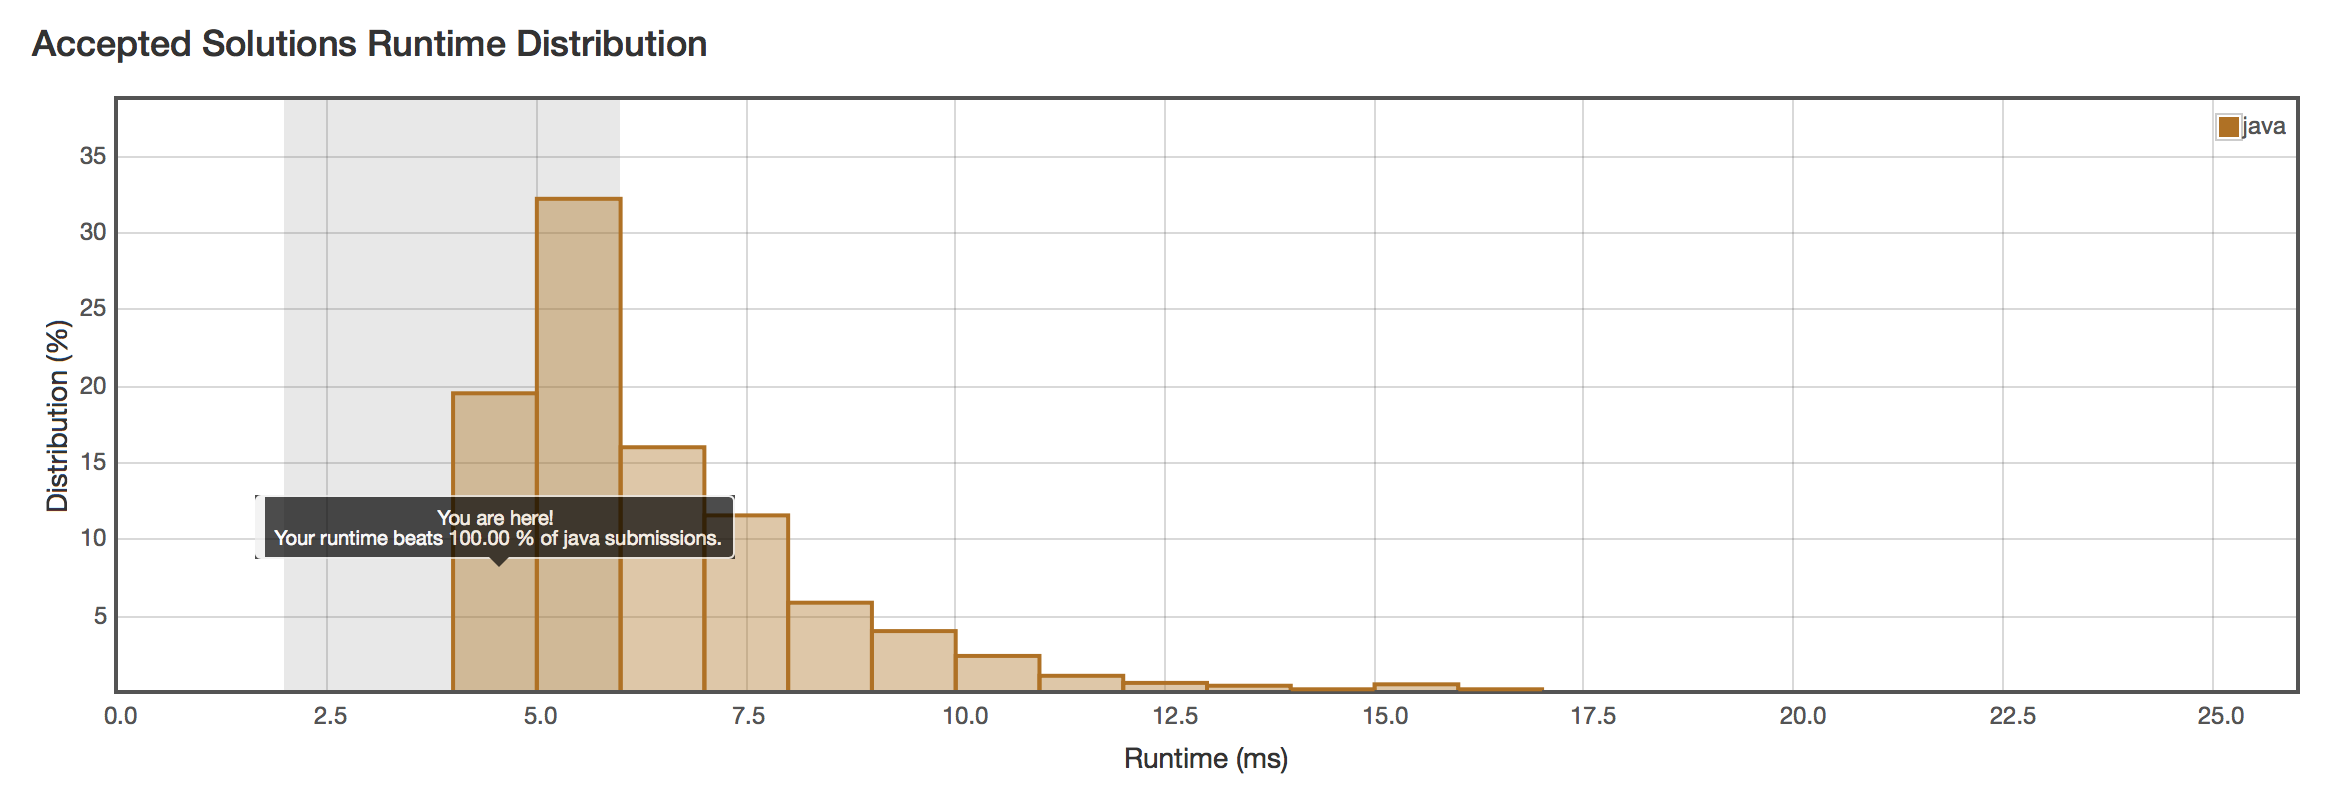 Accepted Solutions Runtime Distribution
java
35
30
25
20
15
10
5
Distribution (%)
You are here!
Your runtime beats 100.00 % of java submissions.
0.0 2.5 5.0 7.5 10.0 12.5 15.0 17.5 20.0 22.5 25.0
Runtime (ms)